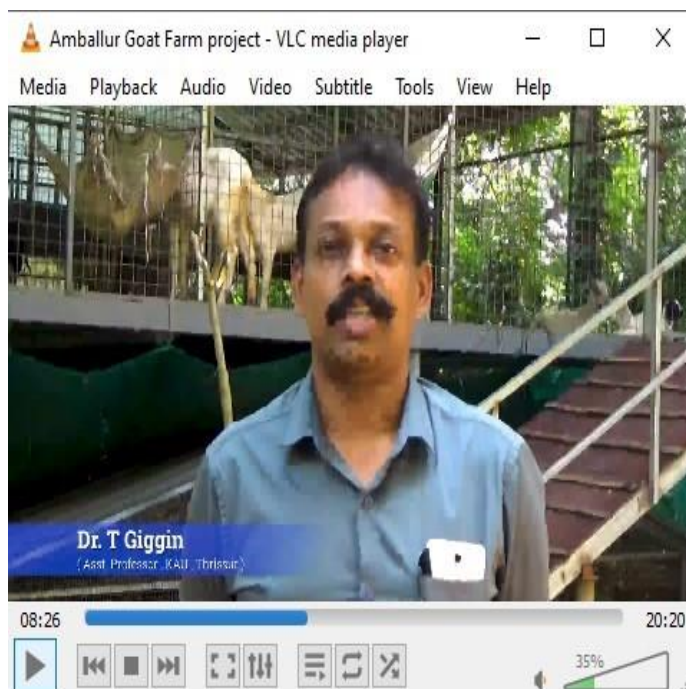 Amballur Goat Farm project - VLC media player
Media Playback Audio Video Subtitle Tools View Help
Dr. T Giggin
(Asst Professor, KAU, Thrissur)
08:26
20:20
35%